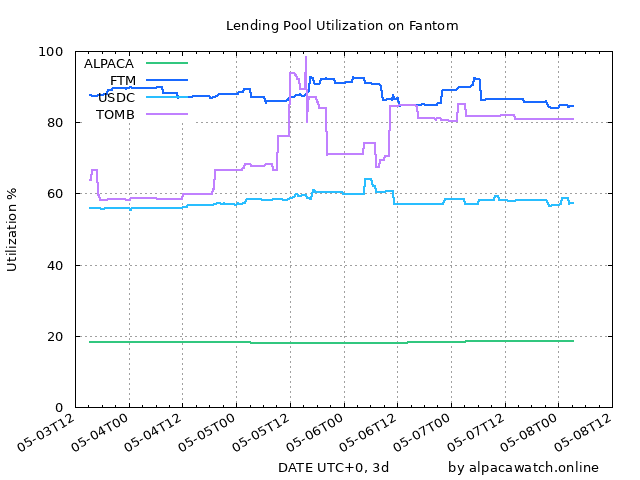 Lending Pool Utilization on Fantom
100
80
60
40
20
0
Utilization %
ALPACA
FTM
USDC
TOMB
05-03T12
05-04T00
05-04T12
05-05T00
05-05T12
05-06T00
05-06T12
05-07T00
05-07T12
05-08T00
05-08T12
DATE UTC+0, 3d
by alpacawatch.online